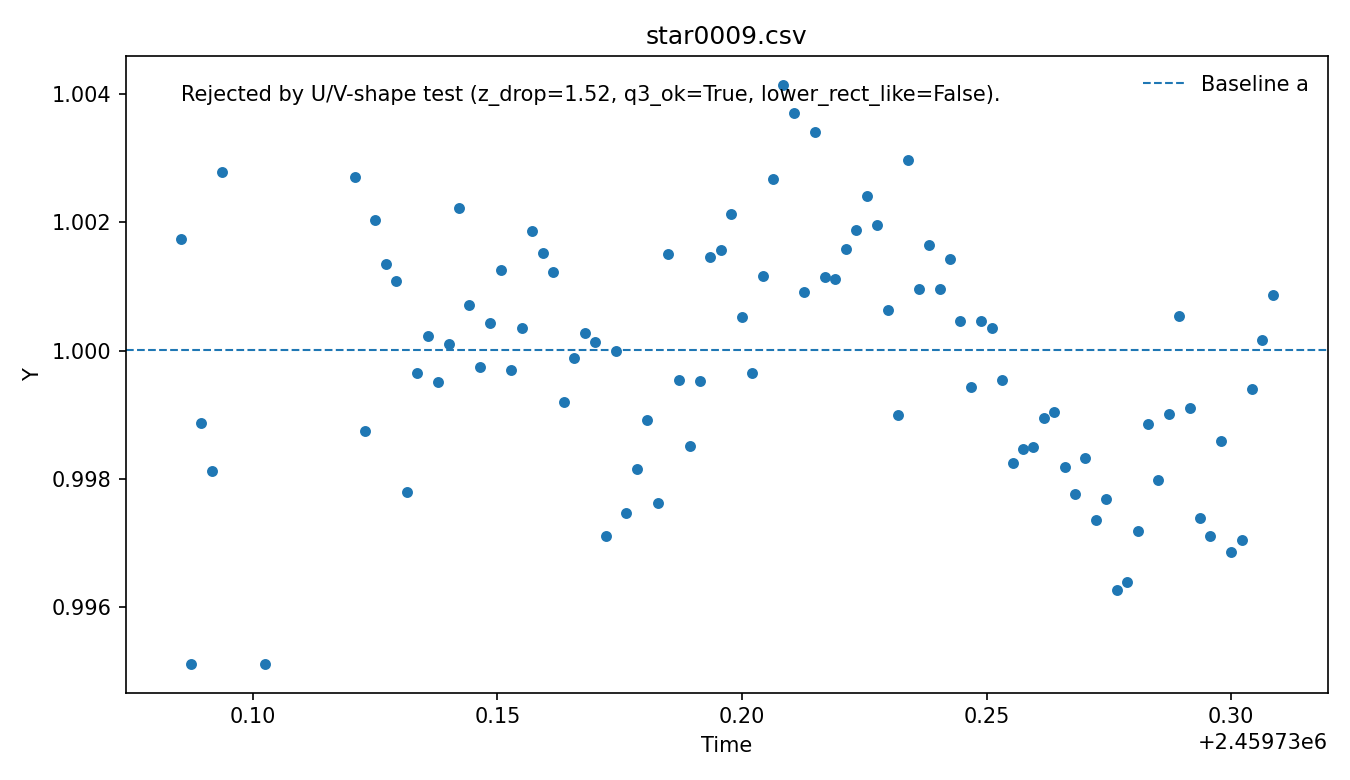 star0009.csv
Rejected by U/V-shape test (z_drop=1.52, q3_ok=True, lower_rect_like=False).
Baseline a
1.004
1.002
1.000
0.998
0.996
Y
0.10 0.15 0.20 0.25 0.30
Time
+2.45973e6